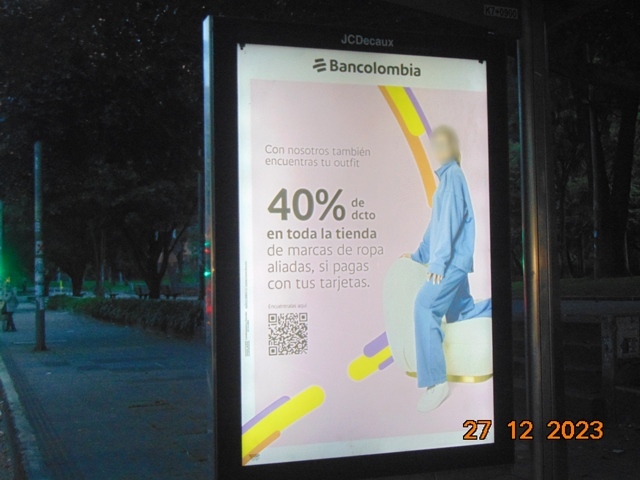 JCDecaux
Bancolombia
Con nosotros también
encuentras tu outfit
40% de
dcto
en toda la tienda
de marcas de ropa
aliadas, si pagas
con tus tarjetas.
Encuéntralas aquí
27 12 2023